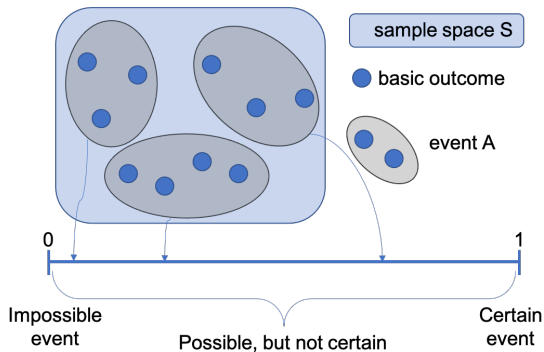 sample space S
basic outcome
event A
0
1
Impossible
event
Possible, but not certain
Certain
event